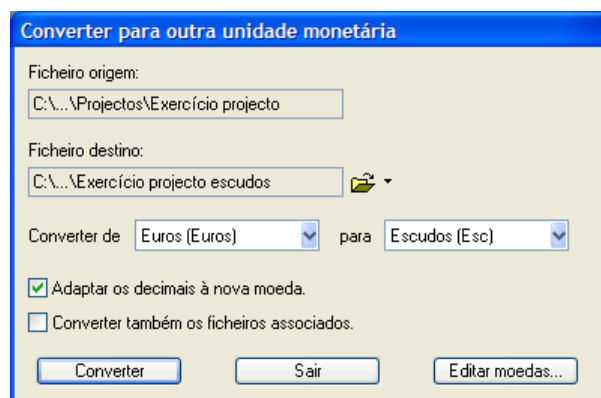 Converter para outra unidade monetária
Ficheiro origem:
C:\...\Projectos\Exercício projecto
Ficheiro destino:
C:\...\Exercício projecto escudos
Converter de Euros (Euros) para Escudos (Esc)
Adaptar os decimais à nova moeda.
Converter também os ficheiros associados.
Converter Sair Editar moedas...